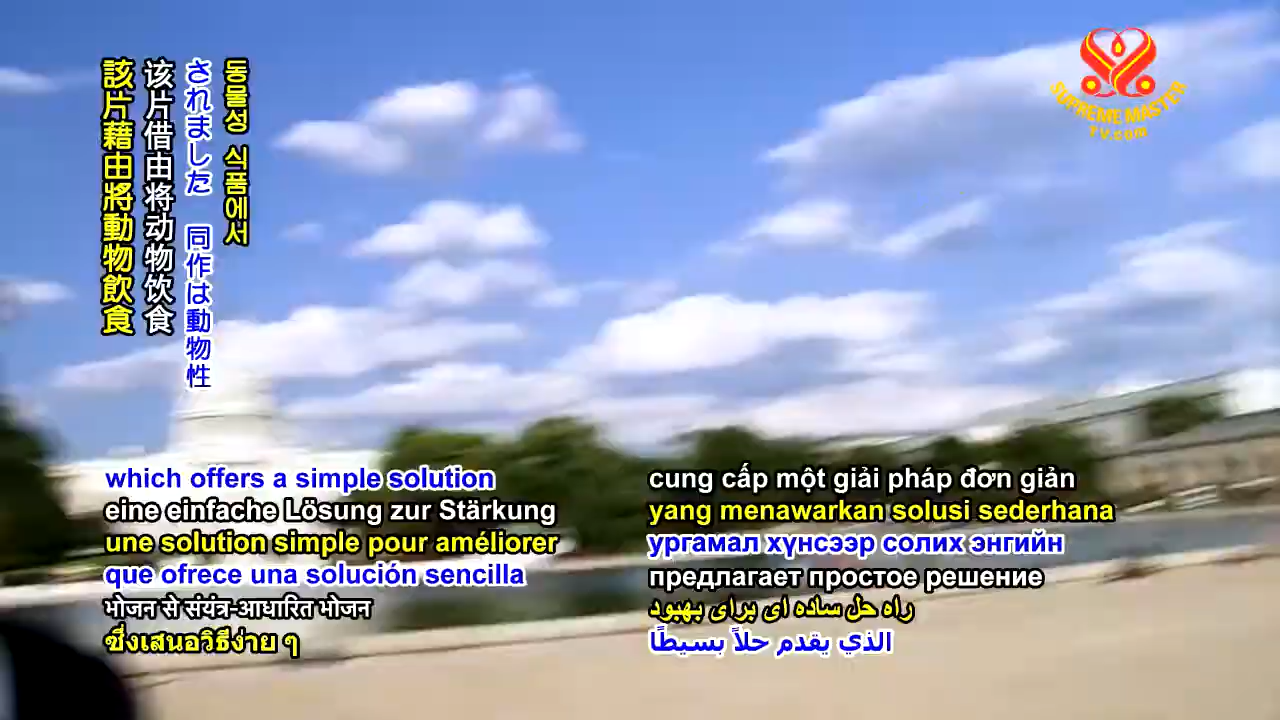 동물성 식품에서
されました 同作は動物性
该片借由将动物饮食
該片藉由將動物飲食
SUPREME MASTER
TV.COM
which offers a simple solution
eine einfache Lösung zur Stärkung
une solution simple pour améliorer
que ofrece una solución sencilla
भोजन से संयंत्र-आधारित भोजन
ซึ่งเสนอวิธีง่าย ๆ
cung cấp một giải pháp đơn giản
yang menawarkan solusi sederhana
ургамал хүнсээр солих энгийн
предлагает простое решение
راه حل ساده ای برای بهبود
الذي يقدم حلاً بسيطًا